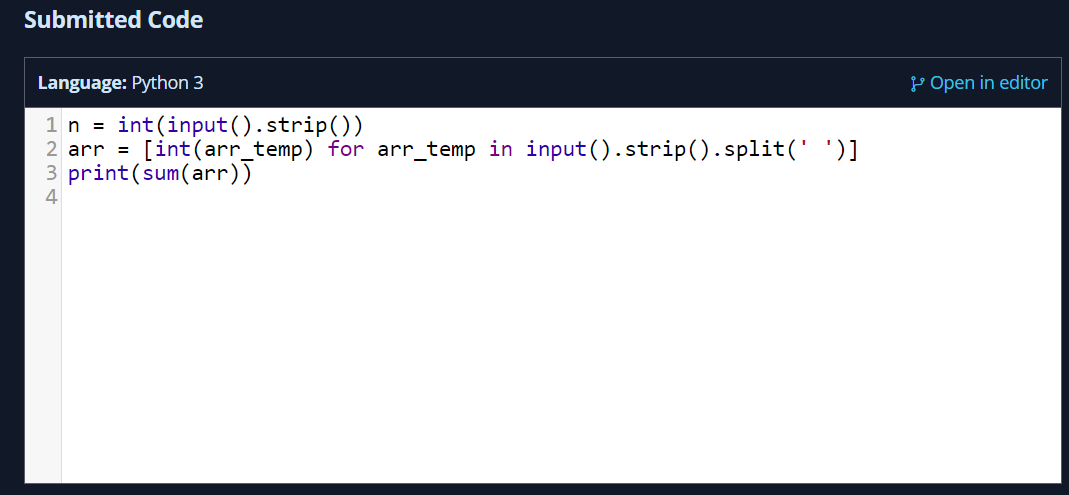 Submitted Code
Language: Python 3
Open in editor
1 n = int(input().strip())
2 arr = [int(arr_temp) for arr_temp in input().strip().split(' ')]
3 print(sum(arr))
4